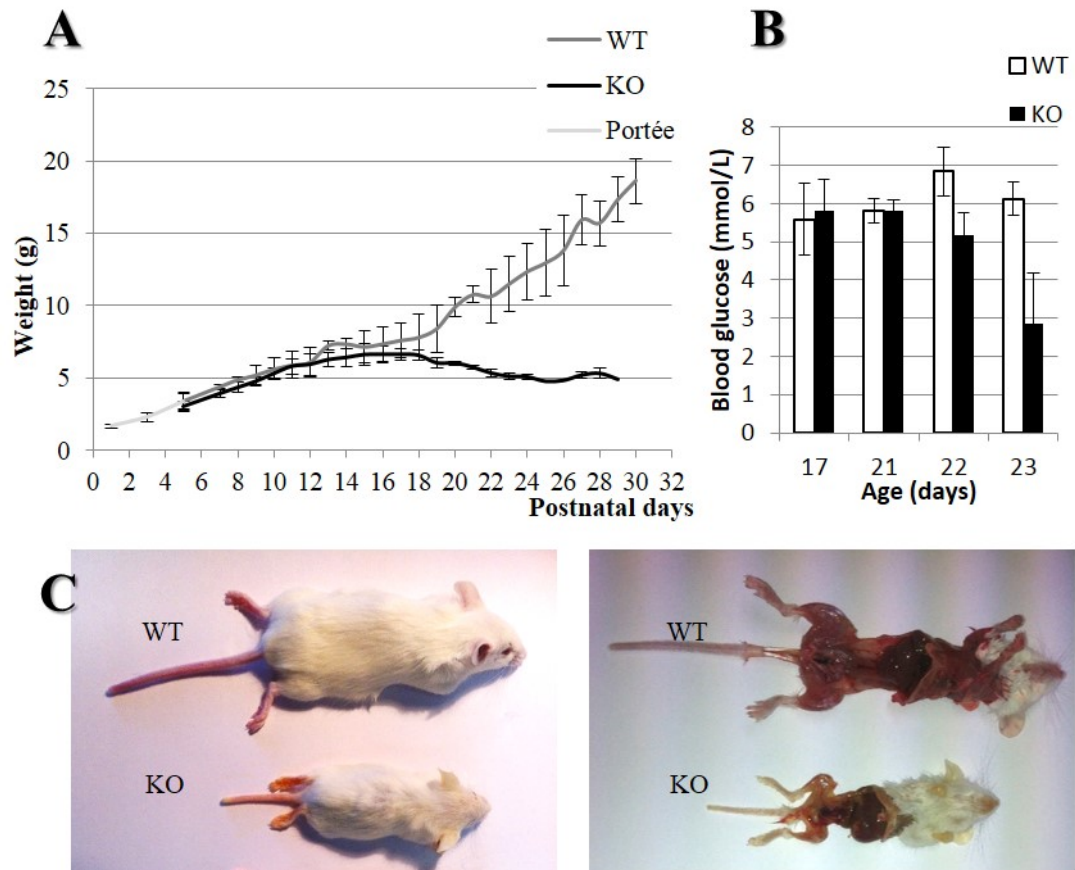 A
WT
KO
Portée
Weight (g)
25
20
15
10
5
0
0 2 4 6 8 10 12 14 16 18 20 22 24 26 28 30 32
Postnatal days
B
WT
KO
Blood glucose (mmol/L)
8
7
6
5
4
3
2
1
0
17 21 22 23
Age (days)
C
WT
KO
WT
KO